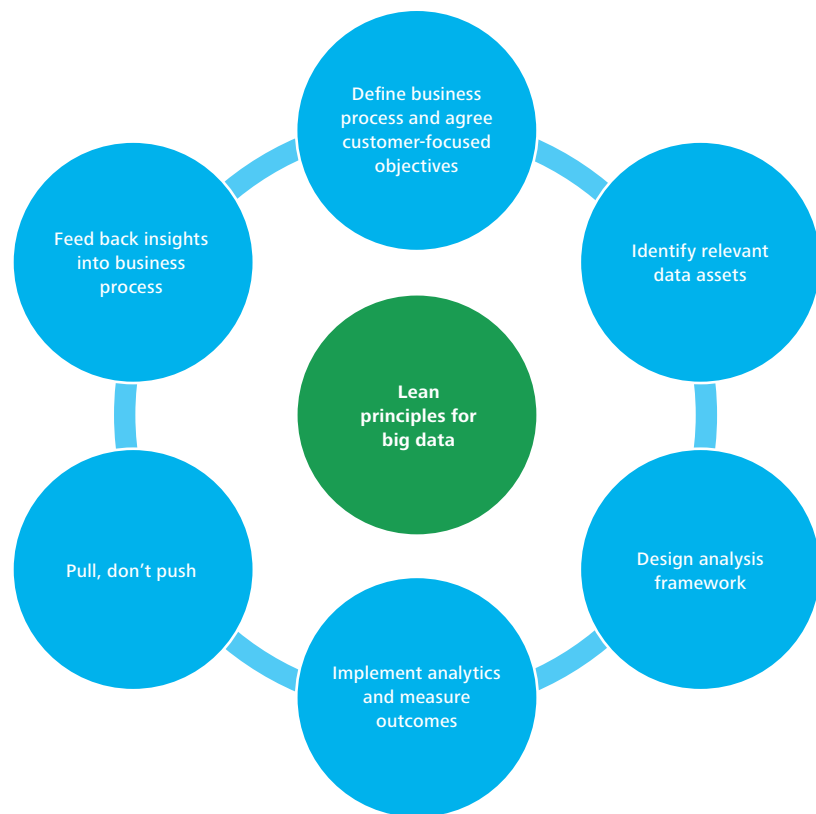 Define business
process and agree
customer-focused
objectives
Identify relevant
data assets
Design analysis
framework
Implement analytics
and measure
outcomes
Pull, don’t push
Feed back insights
into business
process
Lean
principles for
big data